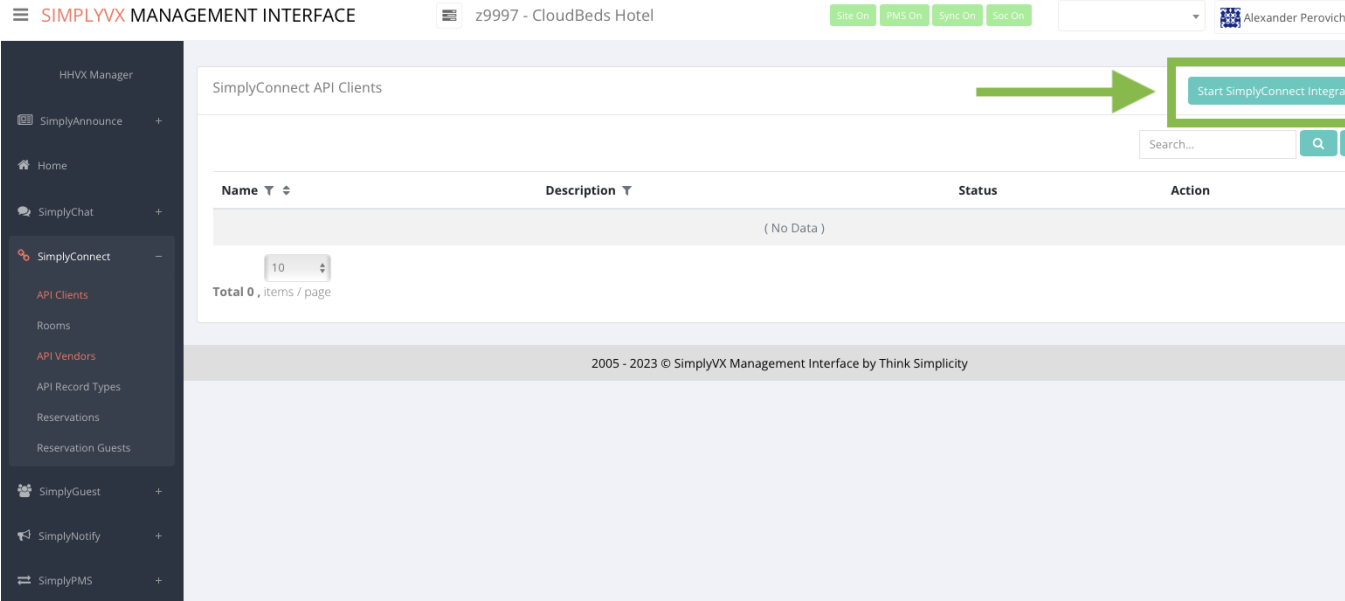 SIMPLYVX MANAGEMENT INTERFACE
z9997 - CloudBeds Hotel
Site On
PMS On
Sync On
Soc On
Alexander Perovich
HHVX Manager
SimplyAnnounce +
Home
SimplyChat +
SimplyConnect −
API Clients
Rooms
API Vendors
API Record Types
Reservations
Reservation Guests
SimplyGuest +
SimplyNotify +
SimplyPMS +
SimplyConnect API Clients
Start SimplyConnect Integra
Search...
Name
Description
Status
Action
( No Data )
10
Total 0 , items / page
2005 - 2023 © SimplyVX Management Interface by Think Simplicity